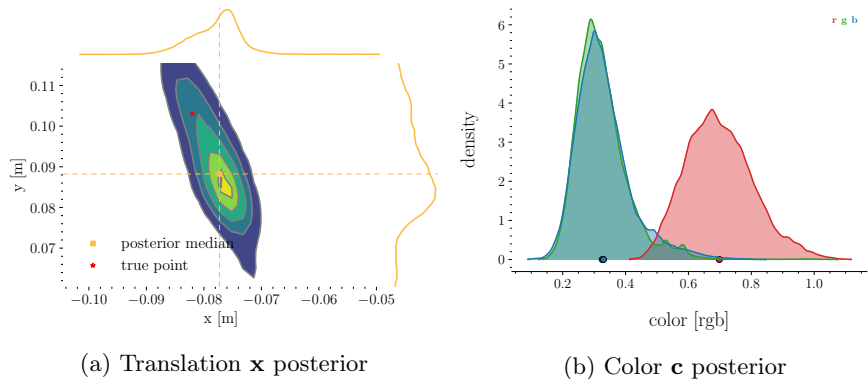 0.11
0.10
0.09
0.08
0.07
y [m]
posterior median
true point
−0.10
−0.09
−0.08
−0.07
−0.06
−0.05
x [m]
(a) Translation x posterior
r g b
6
5
4
3
2
1
0
density
0.2
0.4
0.6
0.8
1.0
color [rgb]
(b) Color c posterior